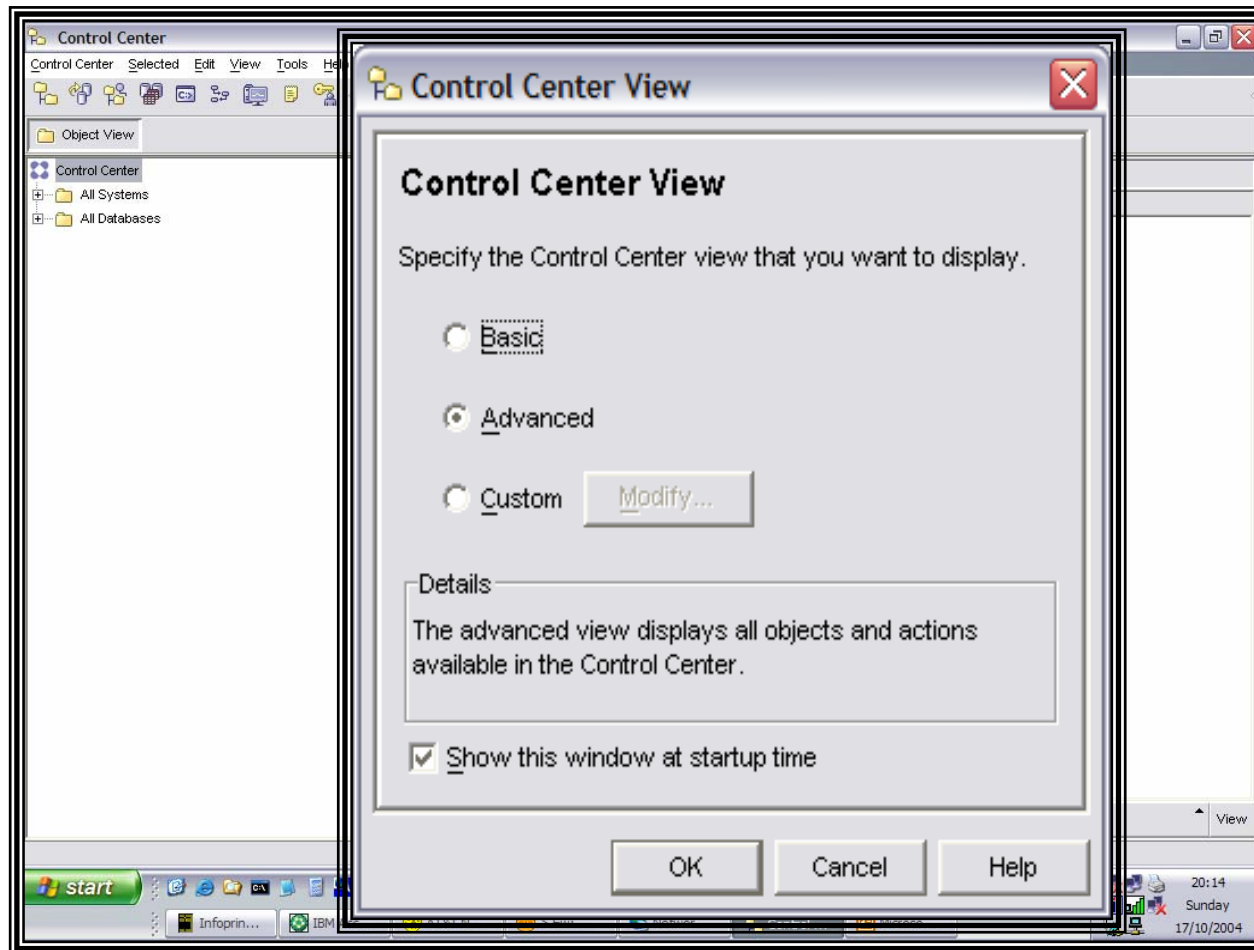 Control Center
Control Center Selected Edit View Tools
Object View
Control Center
All Systems
All Databases
Control Center View
Control Center View
Specify the Control Center view that you want to display.
Basic
Advanced
Custom Modify...
Details
The advanced view displays all objects and actions
available in the Control Center.
Show this window at startup time
OK Cancel Help
View
start
20:14
Sunday
17/10/2004
Infoprin... IBM